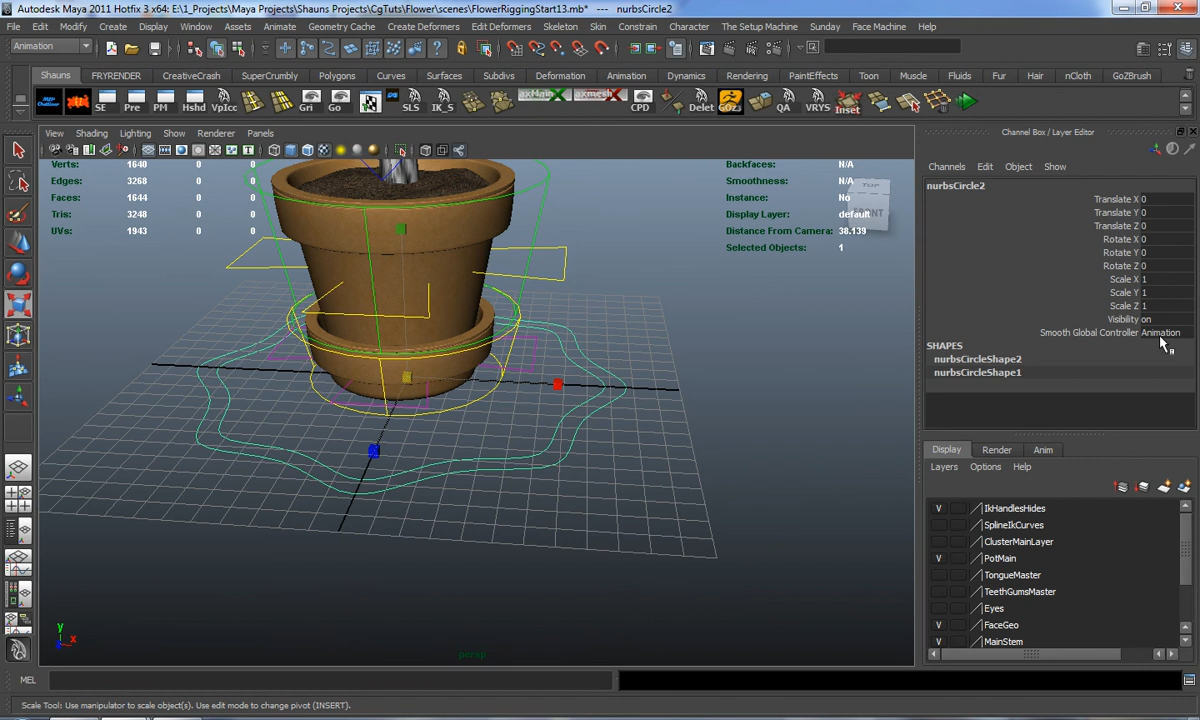 Autodesk Maya 2011 Hotfix 3 x64: E:\1_Projects\Maya Projects\Shauns Projects\CgTuts\Flower\scenes\FlowerRiggingStart13.mb* --- nurbsCircle2
File Edit Modify Create Display Window Assets Animate Geometry Cache Create Deformers Edit Deformers Skeleton Skin Constrain Character Create Sun Face Machine Help
Animation
Shauns FRYRENDER CreativeCrash SuperCrumbly Polygons Curves Surfaces Subdivs Deformation Animation Dynamics Rendering PaintEffects Toon Muscle Fluids Fur Hair nCloth GoZBrush
SE Pre PM Hshd Vplcc Gri Go SLS IK_S axMain axmesh CPD Delet GOz3 QA VRYS Inset
View Shading Lighting Show Renderer Panels
Verts: 1640 0 0
Edges: 3268 0 0
Faces: 1644 0 0
Tris: 3248 0 0
UVs: 1943 0 0
Backfaces: N/A
Smoothness: N/A
Instance: No
Display Layer: default
Distance From Camera: 38.139
Selected Objects: 1
TOP
FRONT
y
x
persp
Channel Box / Layer Editor
Channels Edit Object Show
nurbsCircle2
Translate X 0
Translate Y 0
Translate Z 0
Rotate X 0
Rotate Y 0
Rotate Z 0
Scale X 1
Scale Y 1
Scale Z 1
Visibility on
Smooth Global Controller Animation
SHAPES
nurbsCircleShape2
nurbsCircleShape1
Display Render Anim
Layers Options Help
V IkHandlesHides
SplineIkCurves
ClusterMainLayer
V PotMain
TongueMaster
TeethGumsMaster
Eyes
V FaceGeo
V MainStem
MEL
Scale Tool: Use manipulator to scale object(s). Use edit mode to change pivot (INSERT).